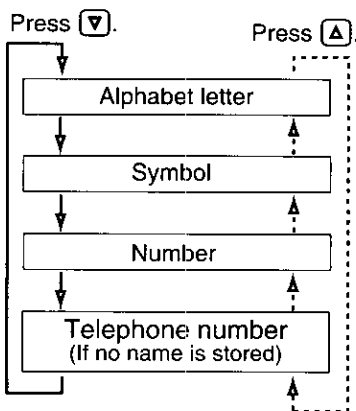 Press ▼.
Press ▲.
Alphabet letter
Symbol
Number
Telephone number
(If no name is stored)